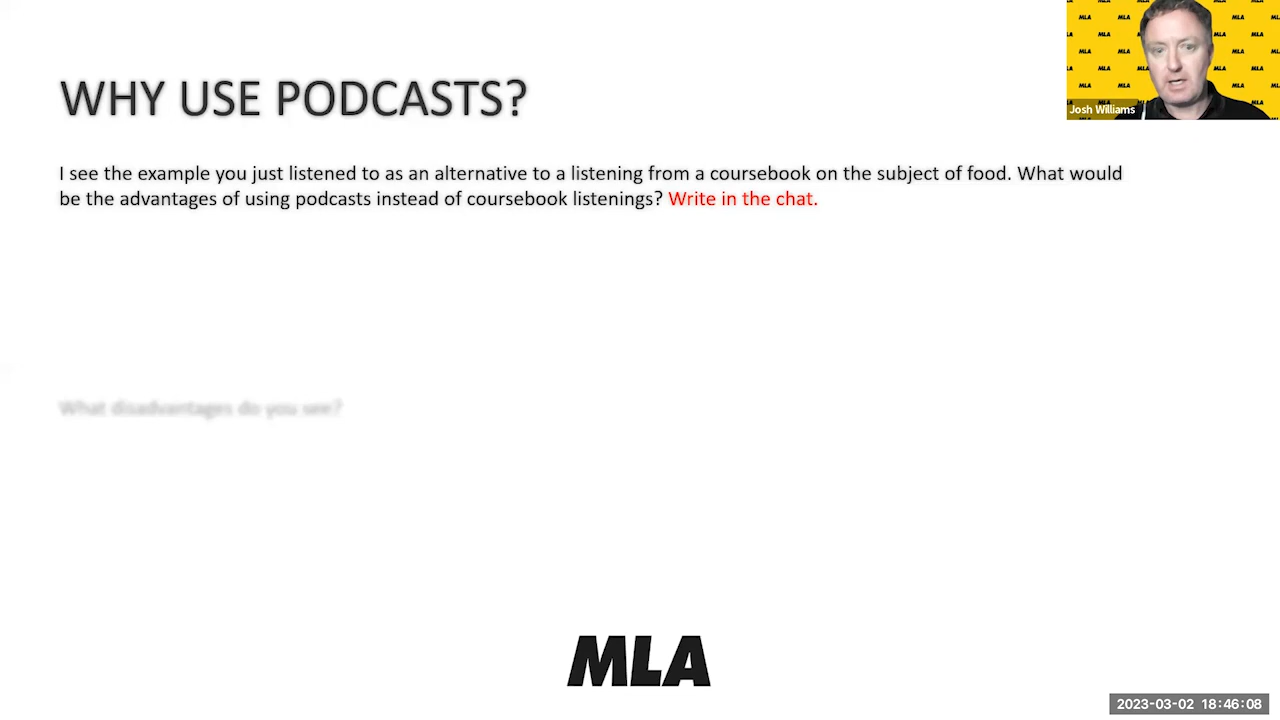 WHY USE PODCASTS?
I see the example you just listened to as an alternative to a listening from a coursebook on the subject of food. What would
be the advantages of using podcasts instead of coursebook listenings? Write in the chat.
What disadvantages do you see?
Josh Williams
MLA
2023-03-02 18:46:08